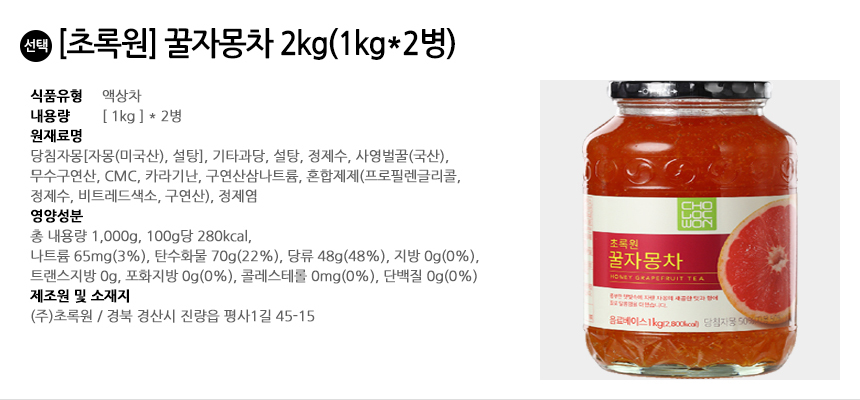 선택 [초록원] 꿀자몽차 2kg(1kg*2병)
식품유형 액상차
내용량 [ 1kg ] * 2병
원재료명
당침자몽[자몽(미국산), 설탕], 기타과당, 설탕, 정제수, 사영벌꿀(국산),
무수구연산, CMC, 카라기난, 구연산삼나트륨, 혼합제제(프로필렌글리콜,
정제수, 비트레드색소, 구연산), 정제염
영양성분
총 내용량 1,000g, 100g당 280kcal,
나트륨 65mg(3%), 탄수화물 70g(22%), 당류 48g(48%), 지방 0g(0%),
트랜스지방 0g, 포화지방 0g(0%), 콜레스테롤 0mg(0%), 단백질 0g(0%)
제조원 및 소재지
(주)초록원 / 경북 경산시 진량읍 평사1길 45-15
CHO
LOC
WON
초록원
꿀자몽차
HONEY GRAPEFRUIT TEA
음료베이스 1kg(2,800kcal) 당침자몽 50%